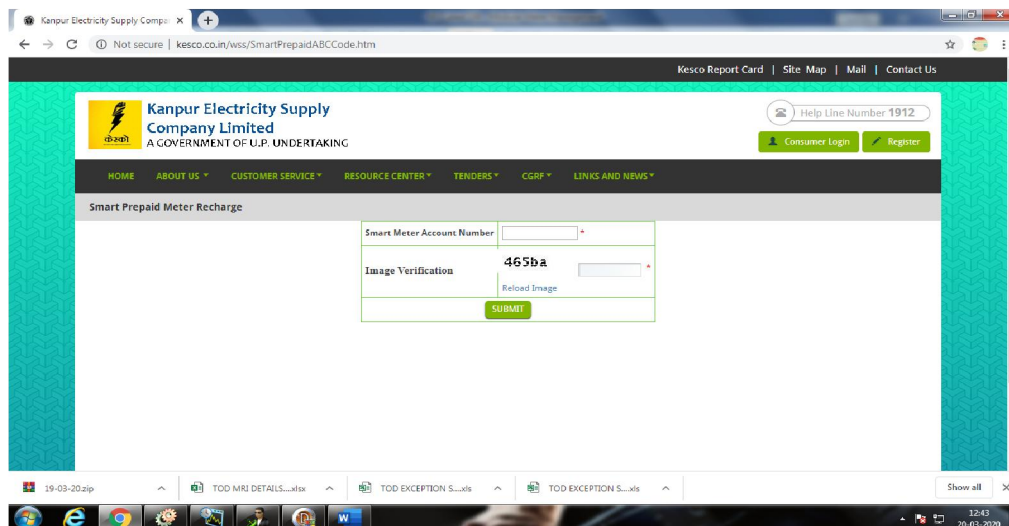 Kanpur Electricity Supply Compa
Not secure | kesco.co.in/wss/SmartPrepaidABCCode.htm
Kesco Report Card | Site Map | Mail | Contact Us
केस्को
Kanpur Electricity Supply
Company Limited
A GOVERNMENT OF U.P. UNDERTAKING
Help Line Number 1912
Consumer Login Register
HOME ABOUT US CUSTOMER SERVICE RESOURCE CENTER TENDERS CGRF LINKS AND NEWS
Smart Prepaid Meter Recharge
Smart Meter Account Number *
465ba
Image Verification *
Reload Image
SUBMIT
19-03-20.zip TOD MRI DETAILS....xlsx TOD EXCEPTION S....xls TOD EXCEPTION S....xls Show all
12:43
20-03-2020